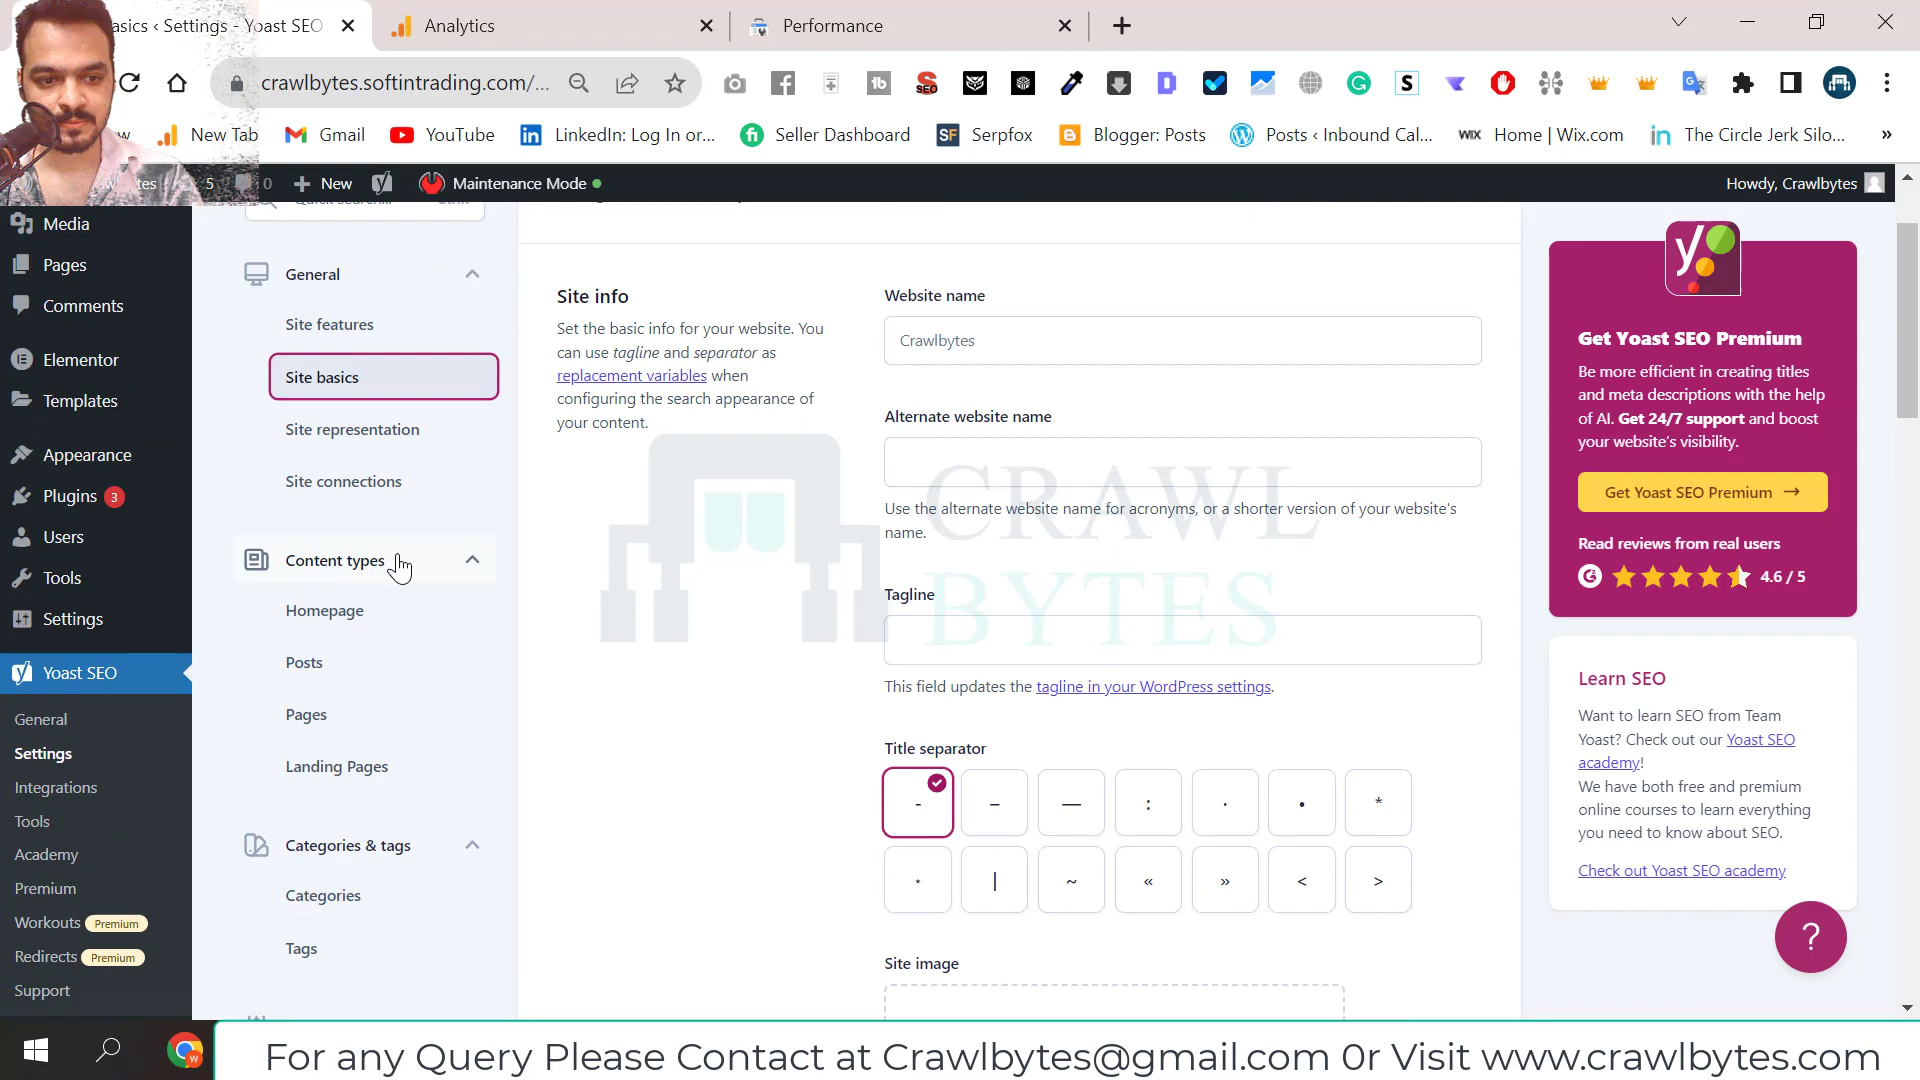 asics ‹ Settings - Yoast SEO
Analytics
Performance
crawlbytes.softintrading.com/...
New Tab
Gmail
YouTube
LinkedIn: Log In or...
Seller Dashboard
Serpfox
Blogger: Posts
Posts ‹ Inbound Cal...
Home | Wix.com
The Circle Jerk Silo...
»
5
0
New
Maintenance Mode
Howdy, Crawlbytes
Media
Pages
Comments
Elementor
Templates
Appearance
Plugins 3
Users
Tools
Settings
Yoast SEO
General
Settings
Integrations
Tools
Academy
Premium
Workouts Premium
Redirects Premium
Support
General
Site features
Site basics
Site representation
Site connections
Content types
Homepage
Posts
Pages
Landing Pages
Categories & tags
Categories
Tags
Site info
Set the basic info for your website. You
can use tagline and separator as
replacement variables when
configuring the search appearance of
your content.
Website name
Crawlbytes
Alternate website name
Use the alternate website name for acronyms, or a shorter version of your website's
name.
Tagline
This field updates the tagline in your WordPress settings.
Title separator
- – — : · • *
⋆ | ~ « » < >
Site image
CRAWL
BYTES
Get Yoast SEO Premium
Be more efficient in creating titles
and meta descriptions with the help
of AI. Get 24/7 support and boost
your website's visibility.
Get Yoast SEO Premium →
Read reviews from real users
4.6 / 5
Learn SEO
Want to learn SEO from Team
Yoast? Check out our Yoast SEO
academy!
We have both free and premium
online courses to learn everything
you need to know about SEO.
Check out Yoast SEO academy
?
For any Query Please Contact at Crawlbytes@gmail.com 0r Visit www.crawlbytes.com